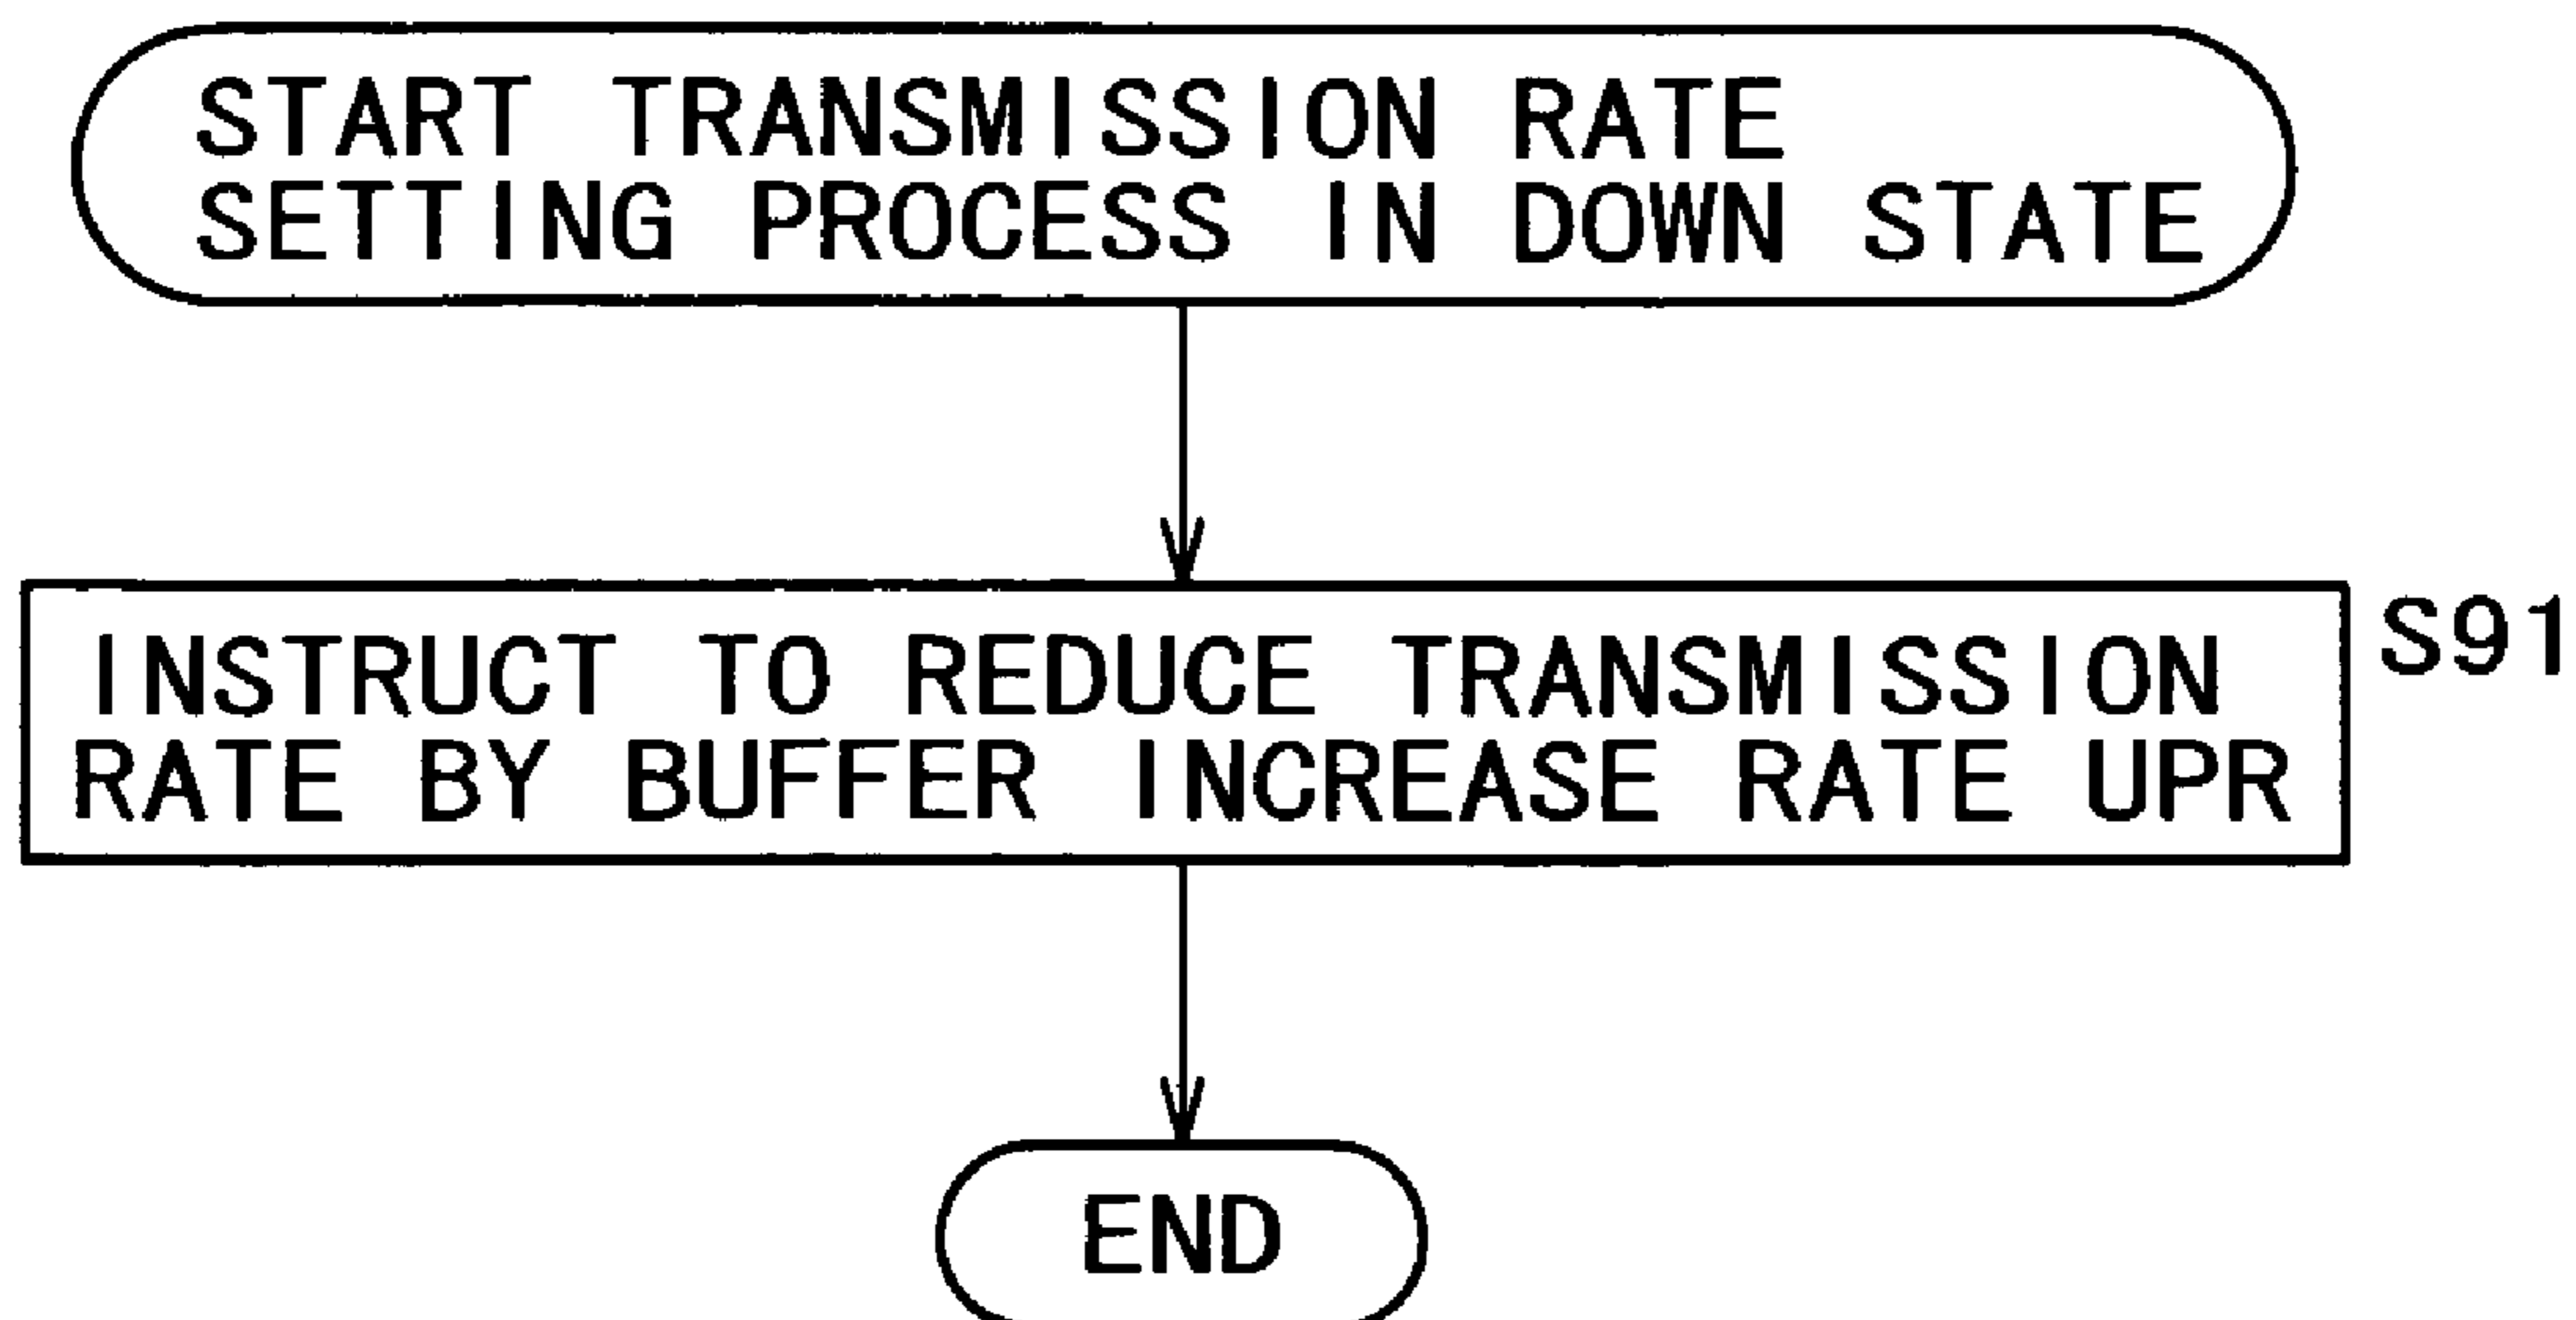 START TRANSMISSION RATE
SETTING PROCESS IN DOWN STATE
INSTRUCT TO REDUCE TRANSMISSION
RATE BY BUFFER INCREASE RATE UPR
S91
END